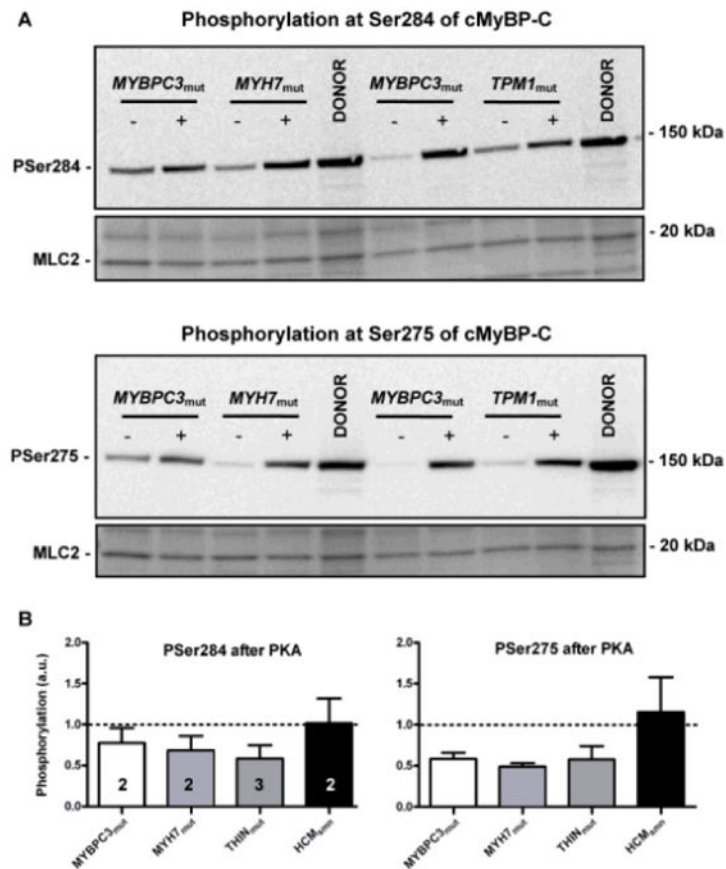 A
Phosphorylation at Ser284 of cMyBP-C
MYBPC3mut MYH7mut DONOR MYBPC3mut TPM1mut DONOR
- + - + - + - +
- 150 kDa
PSer284 -
- 20 kDa
MLC2 -
Phosphorylation at Ser275 of cMyBP-C
MYBPC3mut MYH7mut DONOR MYBPC3mut TPM1mut DONOR
- + - + - + - +
PSer275 - - 150 kDa
MLC2 - - 20 kDa
B
PSer284 after PKA
Phosphorylation (a.u.)
2.0
1.5
1.0
0.5
0.0
2 2 3 2
MYBPC3mut MYH7mut THINmut HCMsmn
PSer275 after PKA
2.0
1.5
1.0
0.5
0.0
MYBPC3mut MYH7mut THINmut HCMsmn